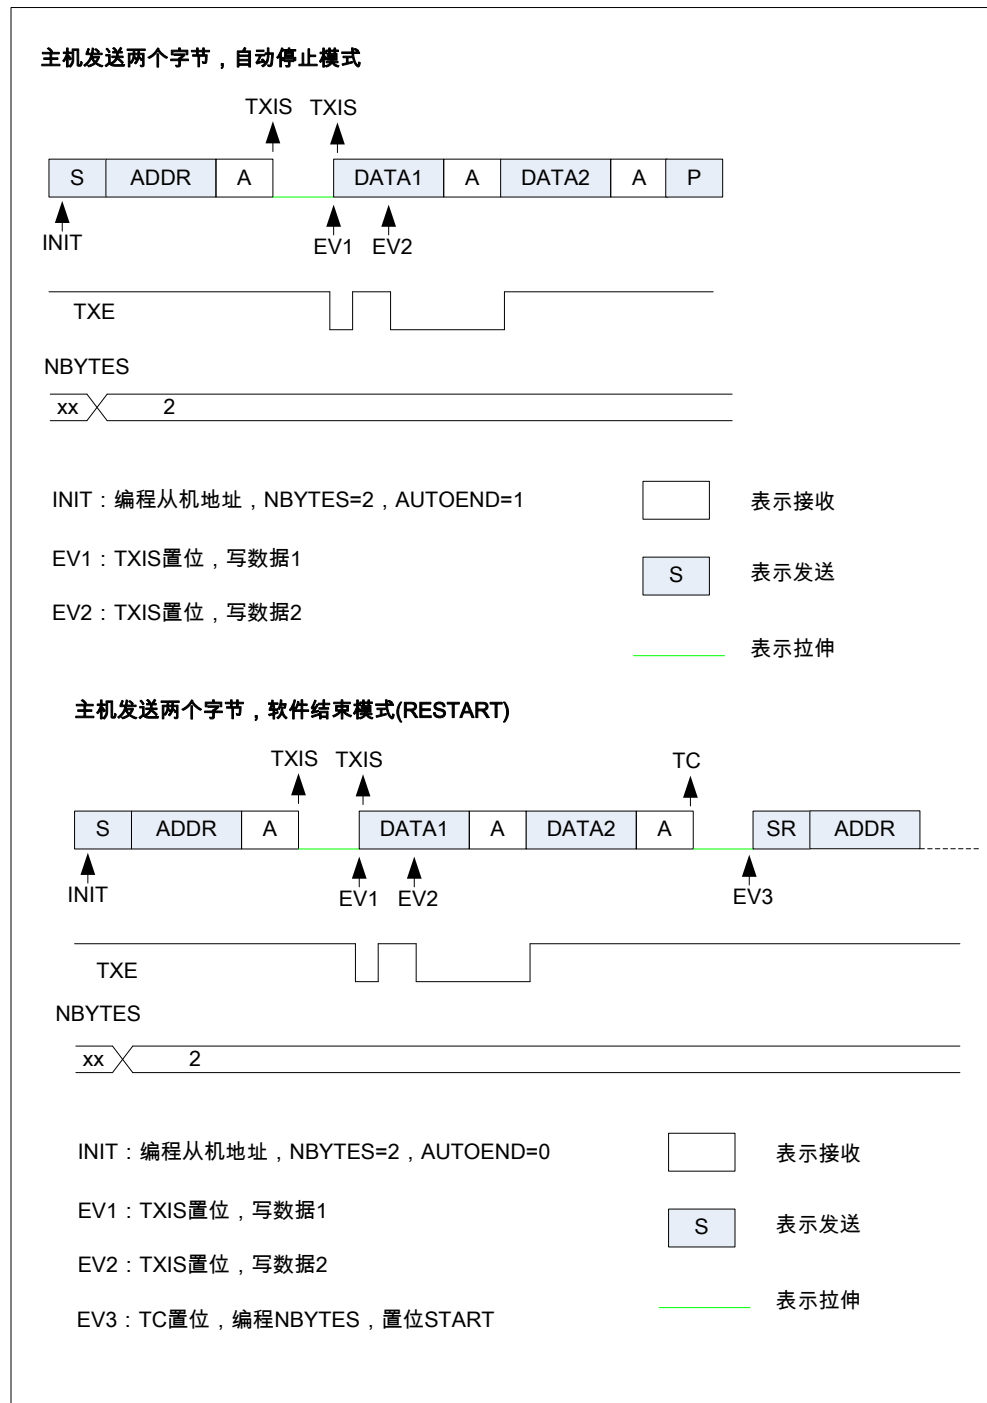 主机发送两个字节，自动停止模式
TXIS TXIS
S ADDR A DATA1 A DATA2 A P
INIT EV1 EV2
TXE
NBYTES
xx 2
INIT：编程从机地址，NBYTES=2，AUTOEND=1 表示接收
EV1：TXIS置位，写数据1 S 表示发送
EV2：TXIS置位，写数据2
表示拉伸
主机发送两个字节，软件结束模式(RESTART)
TXIS TXIS TC
S ADDR A DATA1 A DATA2 A SR ADDR
INIT EV1 EV2 EV3
TXE
NBYTES
xx 2
INIT：编程从机地址，NBYTES=2，AUTOEND=0 表示接收
EV1：TXIS置位，写数据1 S 表示发送
EV2：TXIS置位，写数据2
表示拉伸
EV3：TC置位，编程NBYTES，置位START